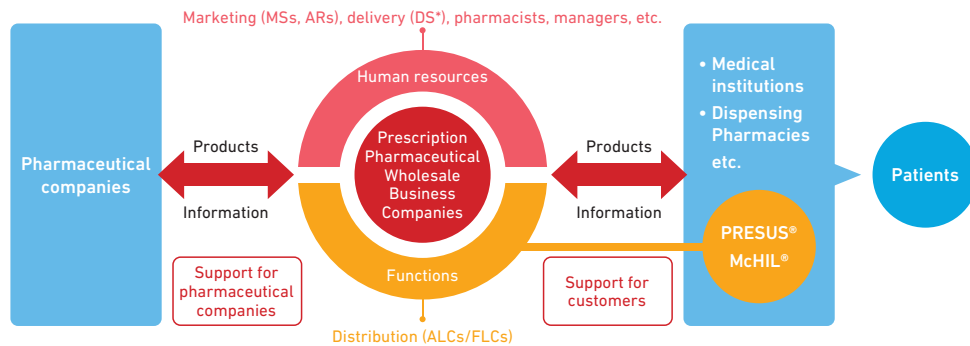 Marketing (MSs, ARs), delivery (DS*), pharmacists, managers, etc.
Human resources
Pharmaceutical
companies
Products
Information
Support for
pharmaceutical
companies
Prescription
Pharmaceutical
Wholesale
Business
Companies
Functions
Distribution (ALCs/FLCs)
Products
Information
Support for
customers
• Medical
institutions
• Dispensing
Pharmacies
etc.
PRESUS®
McHIL®
Patients